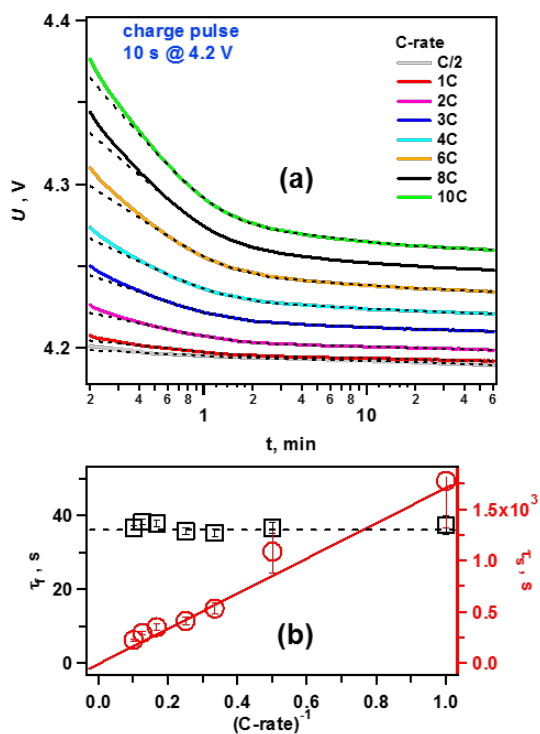 4.4
4.3
4.2
U , V
charge pulse
10 s @ 4.2 V
C-rate
C/2
1C
2C
3C
4C
6C
8C
10C
(a)
2 4 6 8 1 2 4 6 8 10 2 4 6
t, min
40
20
0
τf , s
1.5x10³
1.0
0.5
0.0
τs , s
(b)
0.0 0.2 0.4 0.6 0.8 1.0
(C-rate)⁻¹